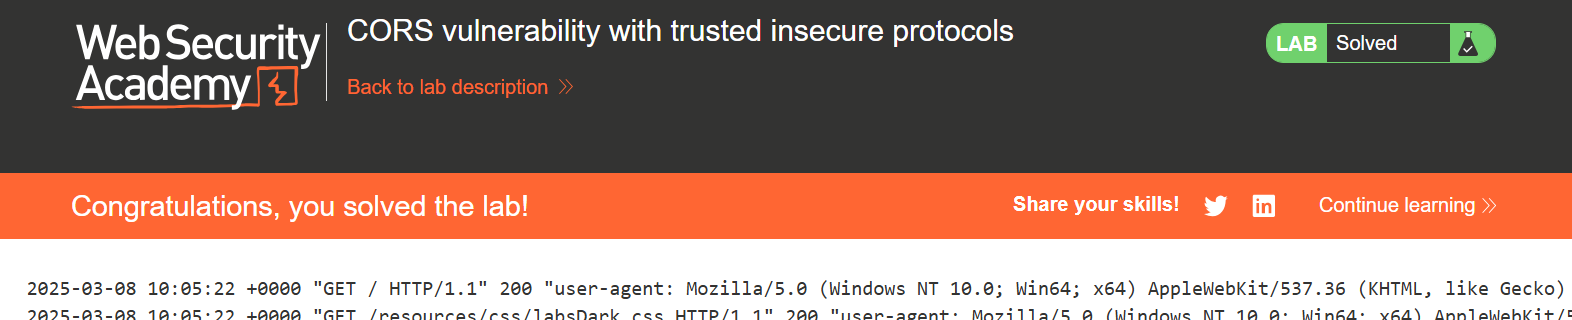 Web Security
Academy
CORS vulnerability with trusted insecure protocols
Back to lab description
LAB Solved
Congratulations, you solved the lab!
Share your skills!
Continue learning
2025-03-08 10:05:22 +0000 "GET / HTTP/1.1" 200 "user-agent: Mozilla/5.0 (Windows NT 10.0; Win64; x64) AppleWebKit/537.36 (KHTML, like Gecko)
2025-03-08 10:05:22 +0000 "GET /resources/css/labsDark.css HTTP/1.1" 200 "user-agent: Mozilla/5.0 (Windows NT 10.0; Win64; x64) AppleWebKit/5